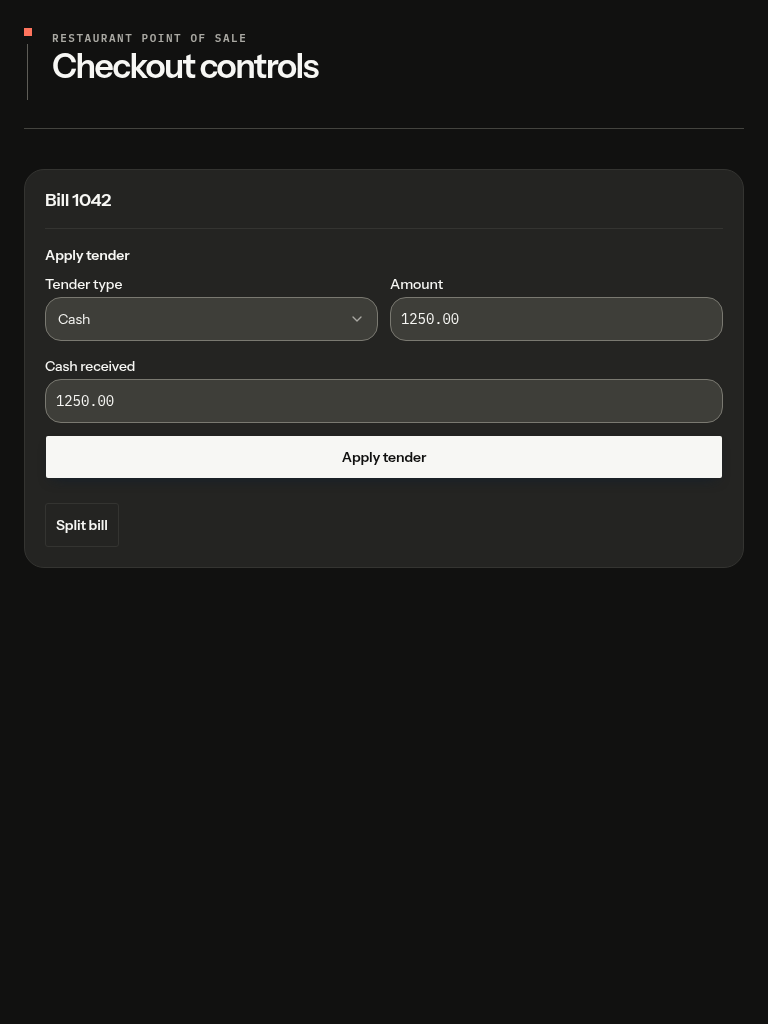 RESTAURANT POINT OF SALE
Checkout controls
Bill 1042
Apply tender
Tender type
Amount
Cash
1250.00
Cash received
1250.00
Apply tender
Split bill